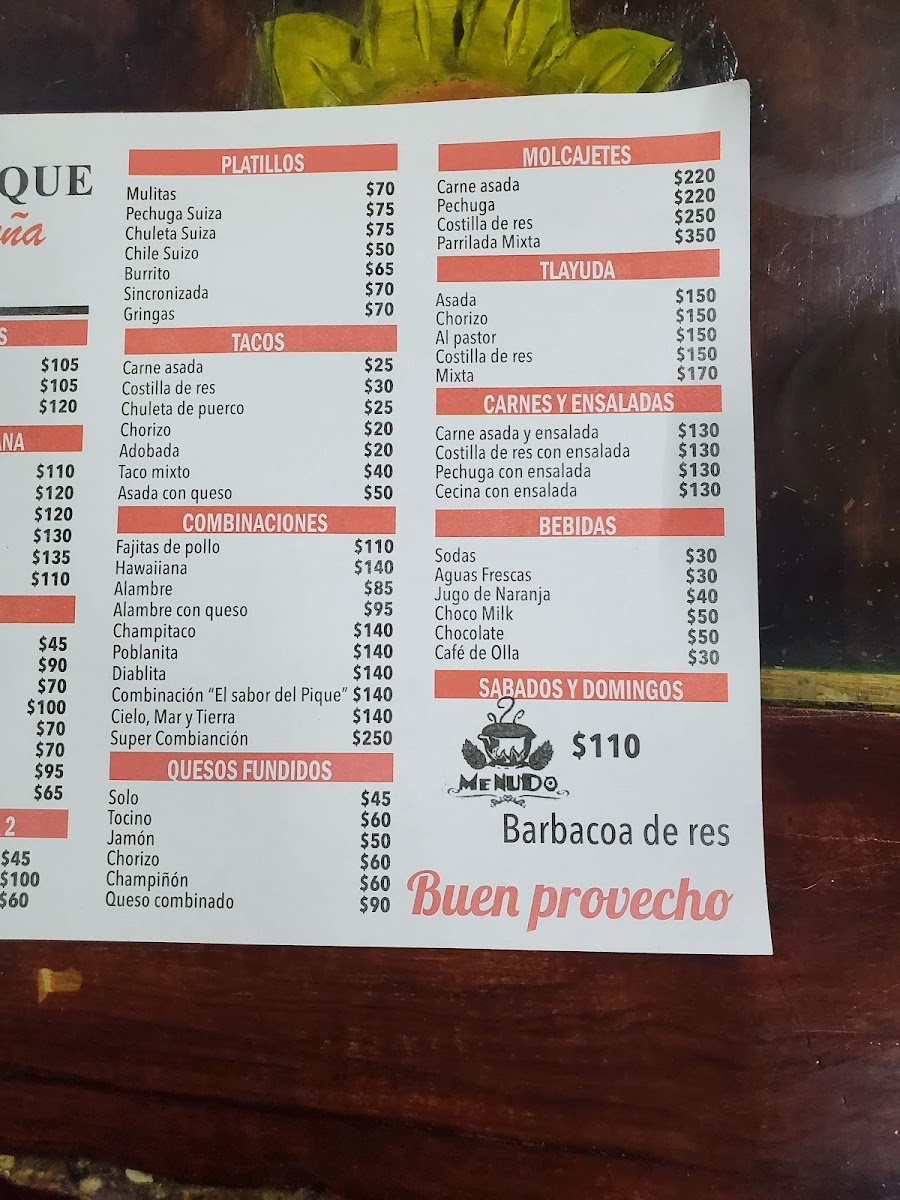 QUE
ña
S
$105
$105
$120
ANA
$110
$120
$120
$130
$135
$110
$45
$90
$70
$100
$70
$70
$95
$65
2
$45
$100
$60
PLATILLOS
Mulitas $70
Pechuga Suiza $75
Chuleta Suiza $75
Chile Suizo $50
Burrito $65
Sincronizada $70
Gringas $70
TACOS
Carne asada $25
Costilla de res $30
Chuleta de puerco $25
Chorizo $20
Adobada $20
Taco mixto $40
Asada con queso $50
COMBINACIONES
Fajitas de pollo $110
Hawaiiana $140
Alambre $85
Alambre con queso $95
Champitaco $140
Poblanita $140
Diablita $140
Combinación “El sabor del Pique” $140
Cielo, Mar y Tierra $140
Super Combianción $250
QUESOS FUNDIDOS
Solo $45
Tocino $60
Jamón $50
Chorizo $60
Champiñón $60
Queso combinado $90
MOLCAJETES
Carne asada $220
Pechuga $220
Costilla de res $250
Parrilada Mixta $350
TLAYUDA
Asada $150
Chorizo $150
Al pastor $150
Costilla de res $150
Mixta $170
CARNES Y ENSALADAS
Carne asada y ensalada $130
Costilla de res con ensalada $130
Pechuga con ensalada $130
Cecina con ensalada $130
BEBIDAS
Sodas $30
Aguas Frescas $30
Jugo de Naranja $40
Choco Milk $50
Chocolate $50
Café de Olla $30
SABADOS Y DOMINGOS
MENUDO $110
Barbacoa de res
Buen provecho